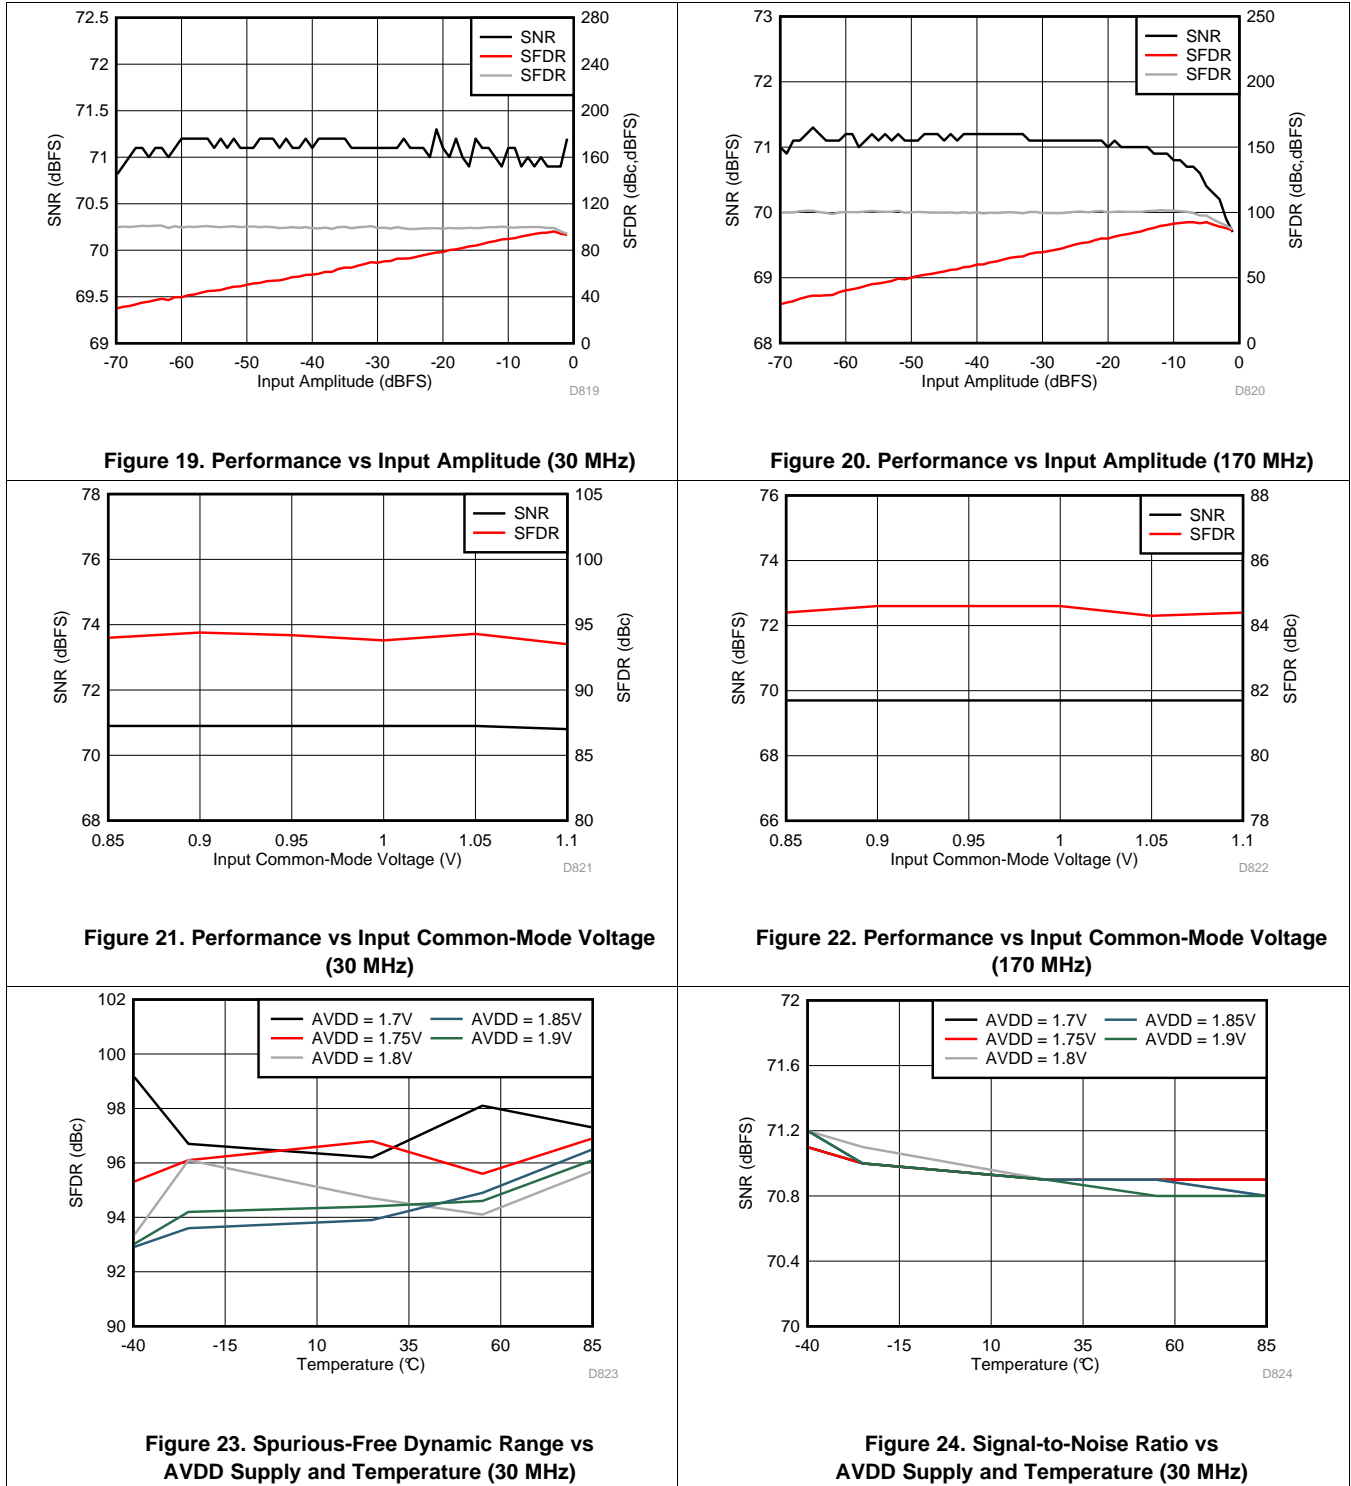 72.5
72
71.5
71
70.5
70
69.5
69
SNR (dBFS)
280
240
200
160
120
80
40
0
SFDR (dBc,dBFS)
SNR
SFDR
SFDR
-70 -60 -50 -40 -30 -20 -10 0
Input Amplitude (dBFS)
D819
Figure 19. Performance vs Input Amplitude (30 MHz)
73
72
71
70
69
68
SNR (dBFS)
250
200
150
100
50
0
SFDR (dBc,dBFS)
SNR
SFDR
SFDR
-70 -60 -50 -40 -30 -20 -10 0
Input Amplitude (dBFS)
D820
Figure 20. Performance vs Input Amplitude (170 MHz)
78
76
74
72
70
68
SNR (dBFS)
105
100
95
90
85
80
SFDR (dBc)
SNR
SFDR
0.85 0.9 0.95 1 1.05 1.1
Input Common-Mode Voltage (V)
D821
Figure 21. Performance vs Input Common-Mode Voltage
(30 MHz)
76
74
72
70
68
66
SNR (dBFS)
88
86
84
82
80
78
SFDR (dBc)
SNR
SFDR
0.85 0.9 0.95 1 1.05 1.1
Input Common-Mode Voltage (V)
D822
Figure 22. Performance vs Input Common-Mode Voltage
(170 MHz)
102
100
98
96
94
92
90
SFDR (dBc)
AVDD = 1.7V AVDD = 1.85V
AVDD = 1.75V AVDD = 1.9V
AVDD = 1.8V
-40 -15 10 35 60 85
Temperature (°C)
D823
Figure 23. Spurious-Free Dynamic Range vs
AVDD Supply and Temperature (30 MHz)
72
71.6
71.2
70.8
70.4
70
SNR (dBFS)
AVDD = 1.7V AVDD = 1.85V
AVDD = 1.75V AVDD = 1.9V
AVDD = 1.8V
-40 -15 10 35 60 85
Temperature (°C)
D824
Figure 24. Signal-to-Noise Ratio vs
AVDD Supply and Temperature (30 MHz)